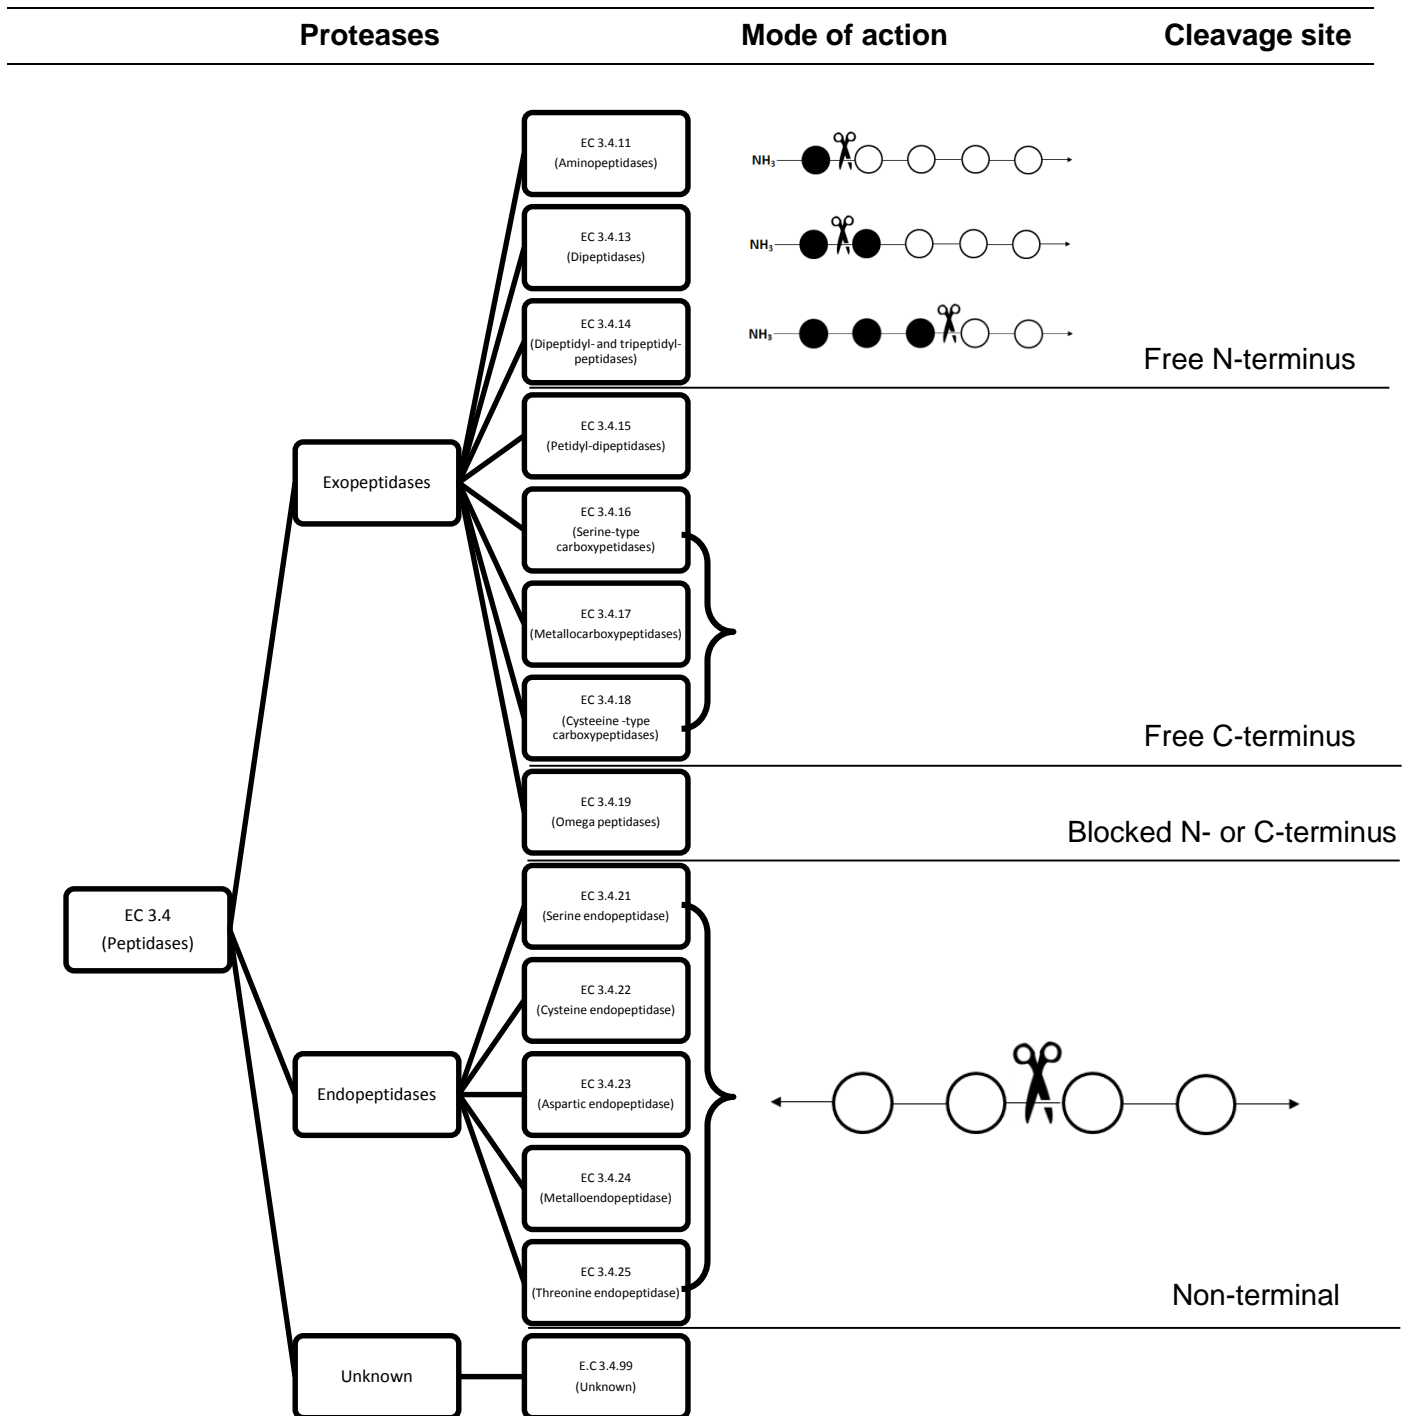 Proteases Mode of action Cleavage site
EC 3.4.11
(Aminopeptidases)
NH3
EC 3.4.13
(Dipeptidases)
NH3
EC 3.4.14
(Dipeptidyl- and tripeptidyl-
peptidases)
NH3
Free N-terminus
EC 3.4.15
(Petidyl-dipeptidases)
Exopeptidases
EC 3.4.16
(Serine-type
carboxypetidases)
EC 3.4.17
(Metallocarboxypeptidases)
EC 3.4.18
(Cysteeine -type
carboxypeptidases)
Free C-terminus
EC 3.4.19
(Omega peptidases)
Blocked N- or C-terminus
EC 3.4
(Peptidases)
EC 3.4.21
(Serine endopeptidase)
EC 3.4.22
(Cysteine endopeptidase)
Endopeptidases
EC 3.4.23
(Aspartic endopeptidase)
EC 3.4.24
(Metalloendopeptidase)
EC 3.4.25
(Threonine endopeptidase)
Non-terminal
Unknown
E.C 3.4.99
(Unknown)